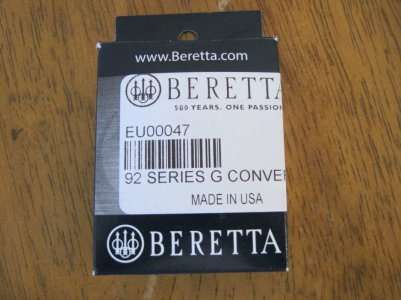 www.Beretta.com
BERETTA
500 YEARS. ONE PASSION
EU00047
92 SERIES G CONVE
MADE IN USA
BERETTA